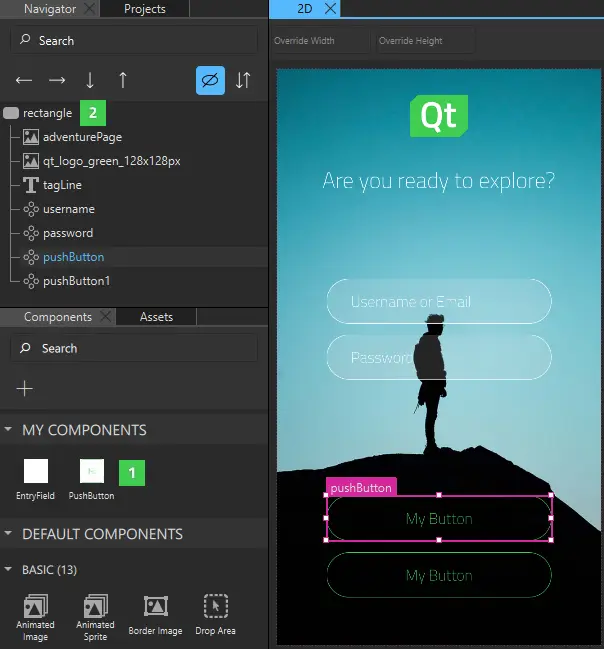 Navigator
Projects
Search
rectangle
2
adventurePage
qt_logo_green_128x128px
tagLine
username
password
pushButton
pushButton1
Components
Assets
Search
MY COMPONENTS
EntryField
PushButton
1
DEFAULT COMPONENTS
BASIC (13)
Animated
Image
Animated
Sprite
Border Image
Drop Area
2D
Override Width
Override Height
Qt
Are you ready to explore?
Username or Email
Password
pushButton
My Button
My Button